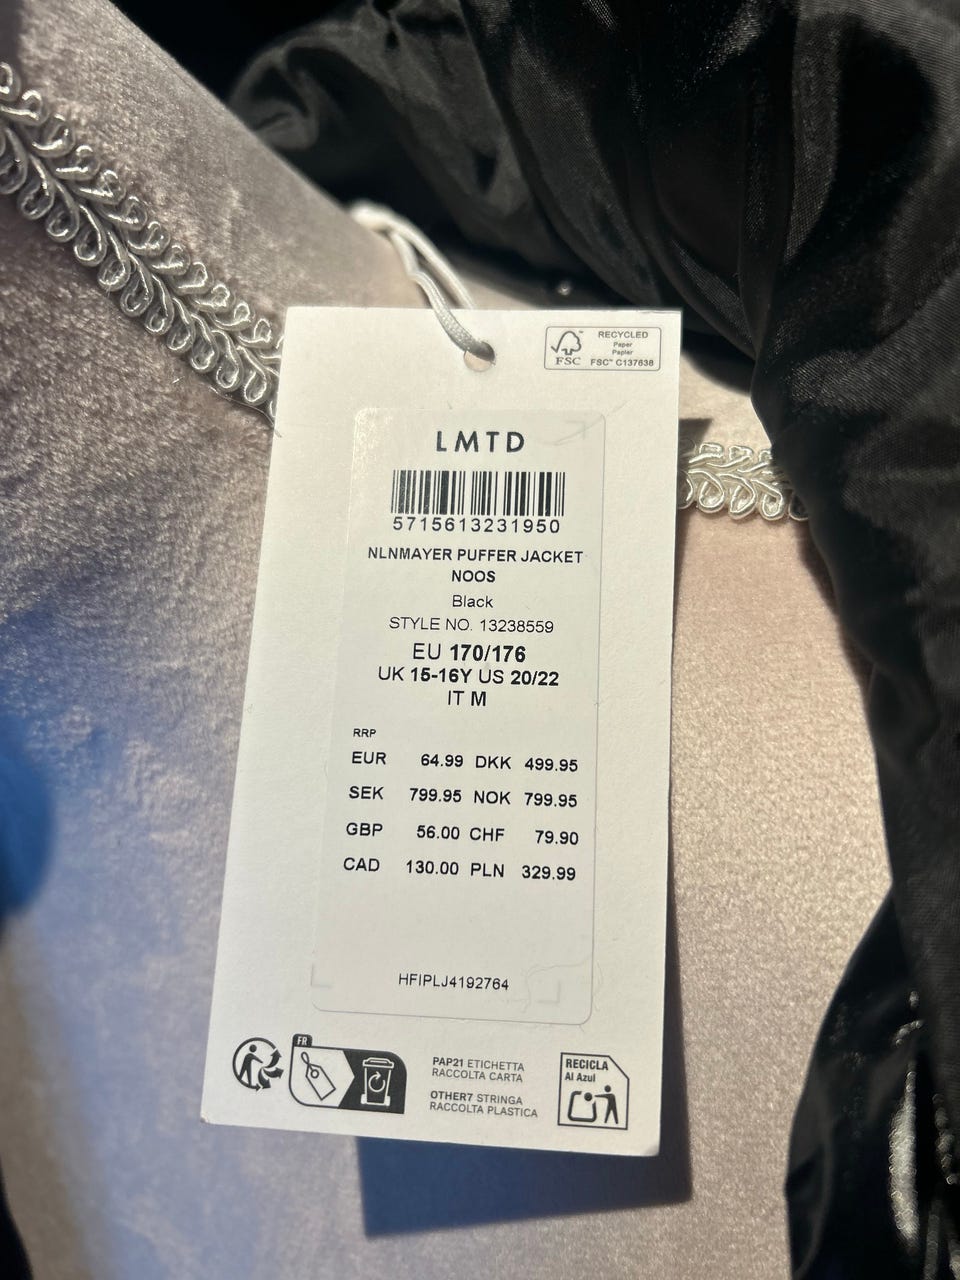 FSC
RECYCLED
Paper
Papier
FSC™ C137638
LMTD
5715613231950
NLNMAYER PUFFER JACKET
NOOS
Black
STYLE NO. 13238559
EU 170/176
UK 15-16Y US 20/22
IT M
RRP
EUR 64.99 DKK 499.95
SEK 799.95 NOK 799.95
GBP 56.00 CHF 79.90
CAD 130.00 PLN 329.99
HFIPLJ4192764
FR
PAP21 ETICHETTA
RACCOLTA CARTA
OTHER7 STRINGA
RACCOLTA PLASTICA
RECICLA
Al Azul